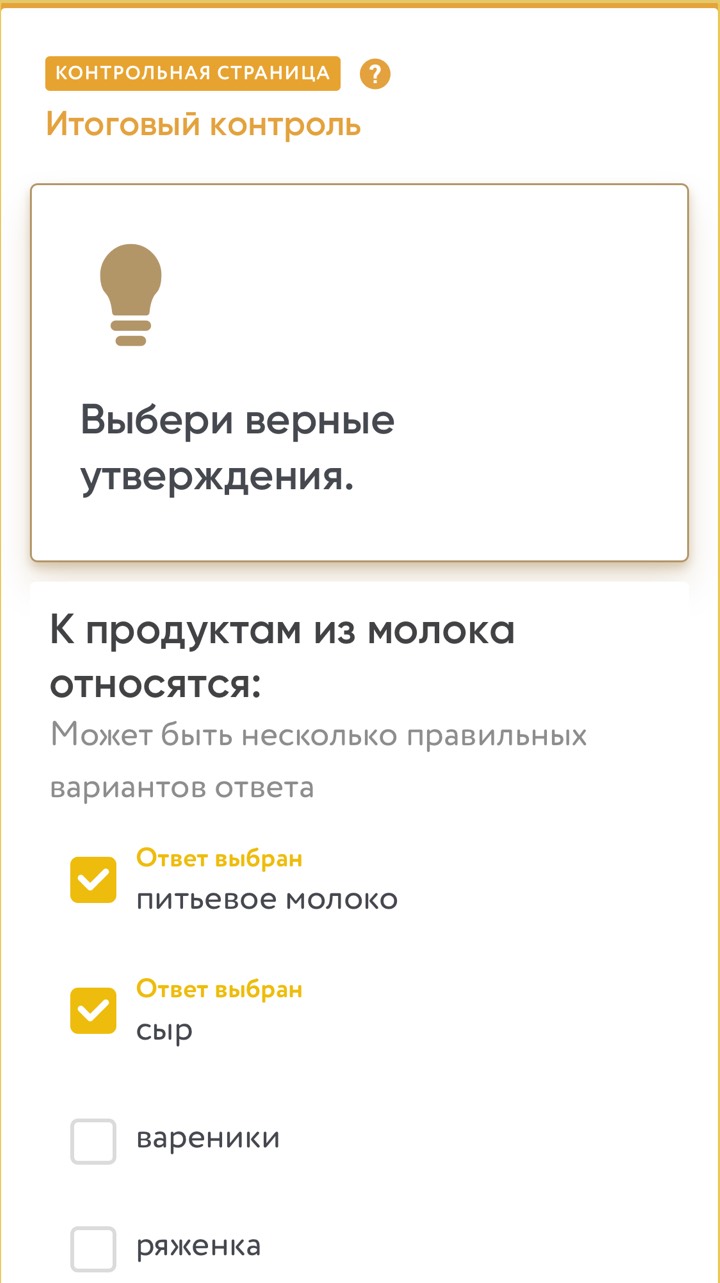 КОНТРОЛЬНАЯ СТРАНИЦА ?
Итоговый контроль
Выбери верные
утверждения.
К продуктам из молока
относятся:
Может быть несколько правильных
вариантов ответа
Ответ выбран
питьевое молоко
Ответ выбран
сыр
вареники
ряженка